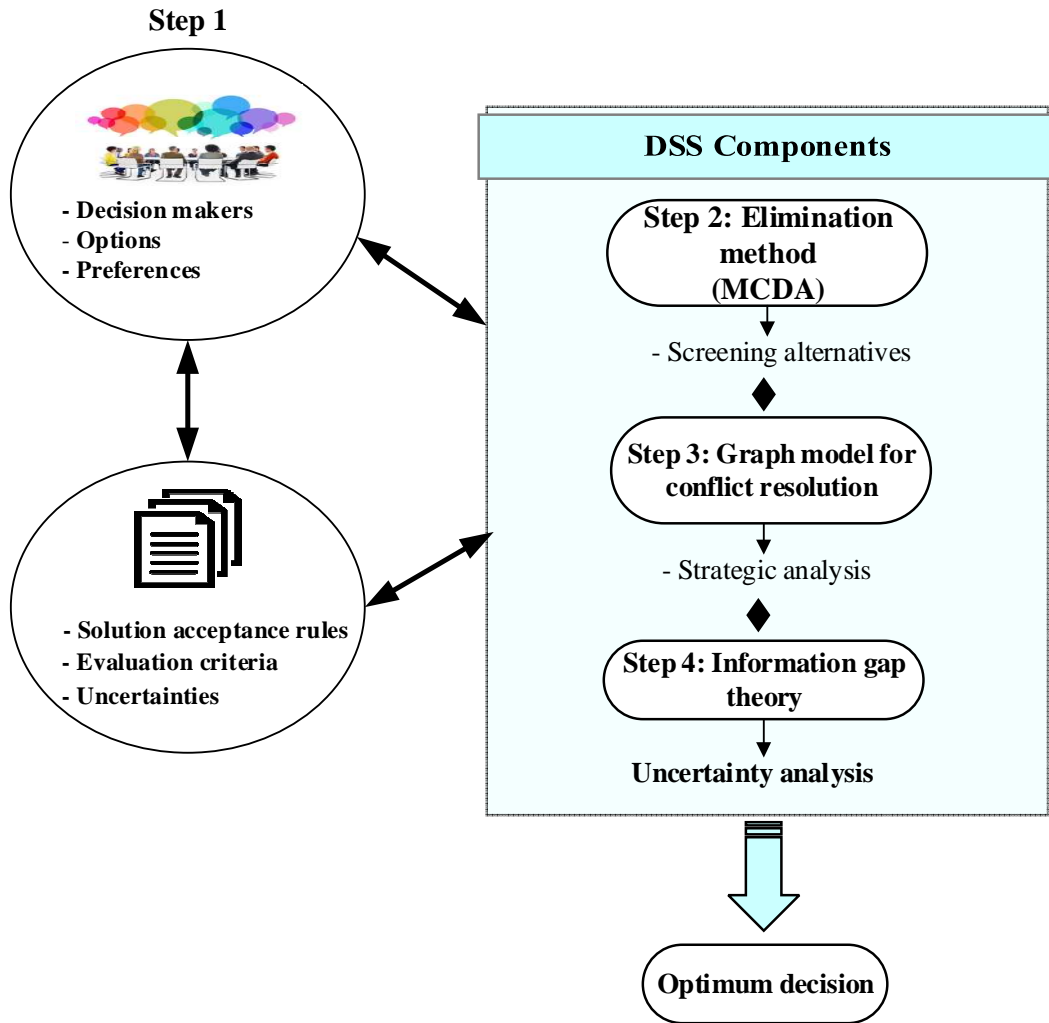 Step 1
- Decision makers
- Options
- Preferences
- Solution acceptance rules
- Evaluation criteria
- Uncertainties
DSS Components
Step 2: Elimination
method
(MCDA)
- Screening alternatives
Step 3: Graph model for
conflict resolution
- Strategic analysis
Step 4: Information gap
theory
Uncertainty analysis
Optimum decision